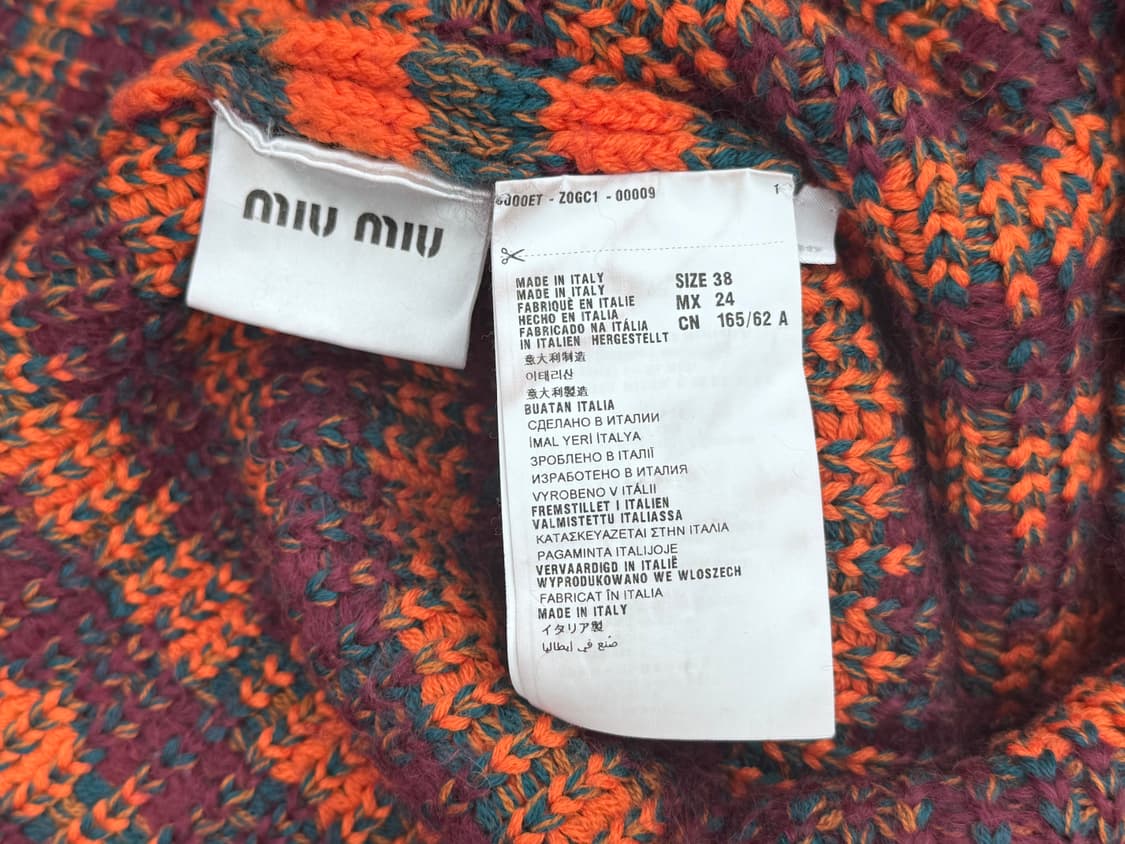 miu miu
- Z0GC1 - 00009
1
MADE IN ITALY
MADE IN ITALY
FABRIQUÈ EN ITALIE
HECHO EN ITALIA
FABRICADO NA ITÁLIA
IN ITALIEN HERGESTELLT
意大利制造
이태리산
意大利製造
BUATAN ITALIA
СДЕЛАНО В ИТАЛИИ
İMAL YERİ İTALYA
ЗРОБЛЕНО В ІТАЛІЇ
ИЗРАБОТЕНО В ИТАЛИЯ
VYROBENO V ITÁLII
FREMSTILLET I ITALIEN
VALMISTETTU ITALIASSA
ΚΑΤΑΣΚΕΥΑΖΕΤΑΙ ΣΤΗΝ ΙΤΑΛΙΑ
PAGAMINTA ITALIJOJE
VERVAARDIGD IN ITALIË
WYPRODUKOWANO WE WLOSZECH
FABRICAT ÎN ITALIA
MADE IN ITALY
イタリア製
صُنع في ايطاليا
SIZE 38
MX 24
CN 165/62 A